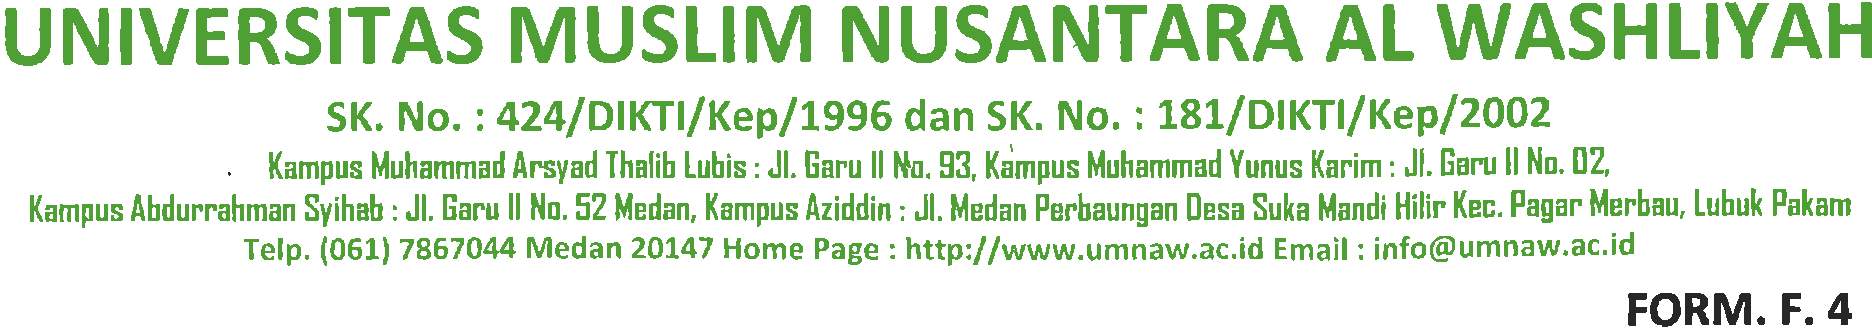 UNIVERSITAS MUSLIM NUSANTARA AL WASHLIYAH
SK. No. : 424/DIKTI/Kep/1996 dan SK. No. : 181/DIKTI/Kep/2002
Kampus Muhammad Arsyad Thalib Lubis : Jl. Garu II No. 93, Kampus Muhammad Yunus Karim : Jl. Garu II No. 02,
Kampus Abdurrahman Syihab : Jl. Garu II No. 52 Medan, Kampus Aziddin : Jl. Medan Perbaungan Desa Suka Mandi Hilir Kec. Pagar Merbau, Lubuk Pakam
Telp. (061) 7867044 Medan 20147 Home Page : http://www.umnaw.ac.id Email : info@umnaw.ac.id
FORM. F. 4